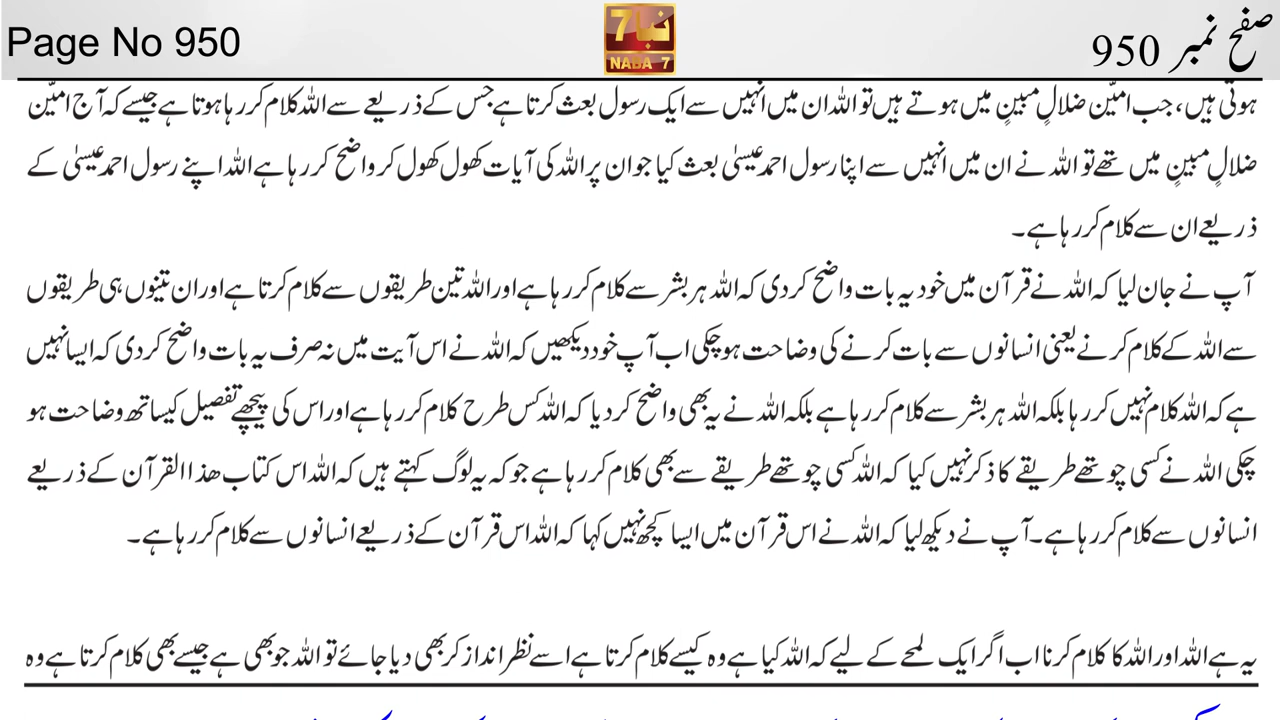 Page No 950
نبا 7
NABA 7
صفحہ نمبر 950
ہوتی ہیں، جب امیّن ضلالٍ مبینٍ میں ہوتے ہیں تو اللہ ان میں انہیں سے ایک رسول بعث کرتا ہے جس کے ذریعے سے اللہ کلام کر رہا ہوتا ہے جیسے کہ آج امیّن
ضلالٍ مبینٍ میں تھے تو اللہ نے ان میں انہیں سے اپنا رسول احمد عیسیٰ بعث کیا جو ان پر اللہ کی آیات کھول کھول کر واضح کر رہا ہے اللہ اپنے رسول احمد عیسیٰ کے
ذریعے ان سے کلام کر رہا ہے۔
آپ نے جان لیا کہ اللہ نے قرآن میں خود یہ بات واضح کر دی کہ اللہ ہر بشر سے کلام کر رہا ہے اور اللہ تین طریقوں سے کلام کرتا ہے اور ان تینوں ہی طریقوں
سے اللہ کے کلام کرنے یعنی انسانوں سے بات کرنے کی وضاحت ہو چکی اب آپ خود دیکھیں کہ اللہ نے اس آیت میں نہ صرف یہ بات واضح کر دی کہ ایسا نہیں
ہے کہ اللہ کلام نہیں کر رہا بلکہ اللہ ہر بشر سے کلام کر رہا ہے بلکہ اللہ نے یہ بھی واضح کر دیا کہ اللہ کس طرح کلام کر رہا ہے اور اس کی پیچھے تفصیل کیساتھ وضاحت ہو
چکی اللہ نے کسی چوتھے طریقے کا ذکر نہیں کیا کہ اللہ کسی چوتھے طریقے سے بھی کلام کر رہا ہے جو کہ یہ لوگ کہتے ہیں کہ اللہ اس کتاب ھذا القرآن کے ذریعے
انسانوں سے کلام کر رہا ہے۔ آپ نے دیکھ لیا کہ اللہ نے اس قرآن میں ایسا کچھ نہیں کہا کہ اللہ اس قرآن کے ذریعے انسانوں سے کلام کر رہا ہے۔
یہ ہے اللہ اور اللہ کا کلام کرنا اب اگر ایک لمحے کے لیے کہ اللہ کیا ہے وہ کیسے کلام کرتا ہے اسے نظر انداز کر بھی دیا جائے تو اللہ جو بھی ہے جیسے بھی کلام کرتا ہے وہ